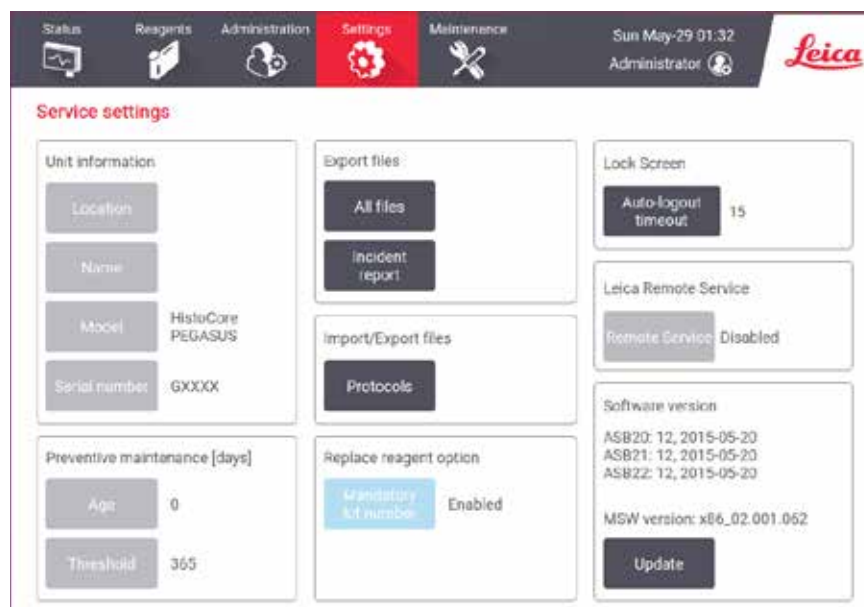 Status
Reagents
Administration
Settings
Maintenance
Sun May-29 01:32
Administrator
Leica
Service settings
Unit information
Location
Name
Model
HistoCore
PEGASUS
Serial number
GXXXX
Preventive maintenance [days]
Age
0
Threshold
365
Export files
All files
Incident
report
Import/Export files
Protocols
Replace reagent option
Mandatory
lot number
Enabled
Lock Screen
Auto-logout
timeout
15
Leica Remote Service
Remote Service
Disabled
Software version
ASB20: 12, 2015-05-20
ASB21: 12, 2015-05-20
ASB22: 12, 2015-05-20
MSW version: x86_02.001.062
Update